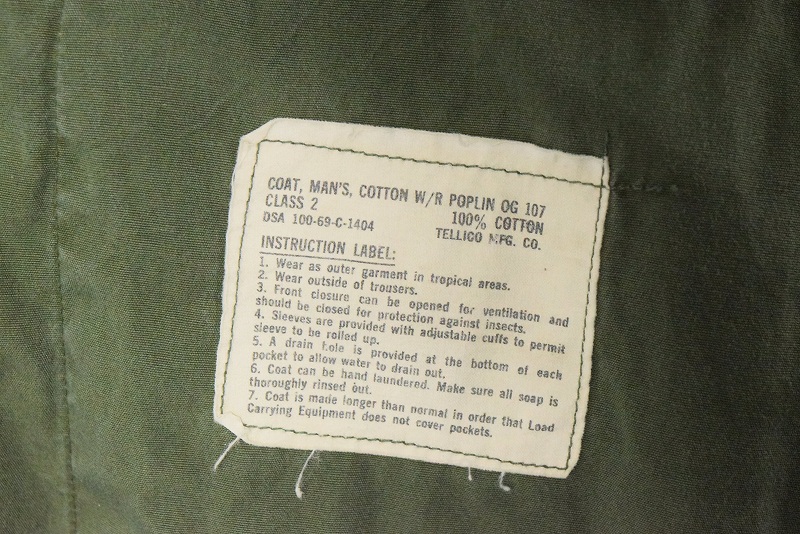 COAT, MAN'S, COTTON W/R POPLIN OG 107
CLASS 2 100% COTTON
DSA 100-69-C-1404 TELLICO MFG. CO.
INSTRUCTION LABEL:
1. Wear as outer garment in tropical areas.
2. Wear outside of trousers.
3. Front closure can be opened for ventilation and
should be closed for protection against insects.
4. Sleeves are provided with adjustable cuffs to permit
sleeve to be rolled up.
5. A drain hole is provided at the bottom of each
pocket to allow water to drain out.
6. Coat can be hand laundered. Make sure all soap is
thoroughly rinsed out.
7. Coat is made longer than normal in order that Load
Carrying Equipment does not cover pockets.